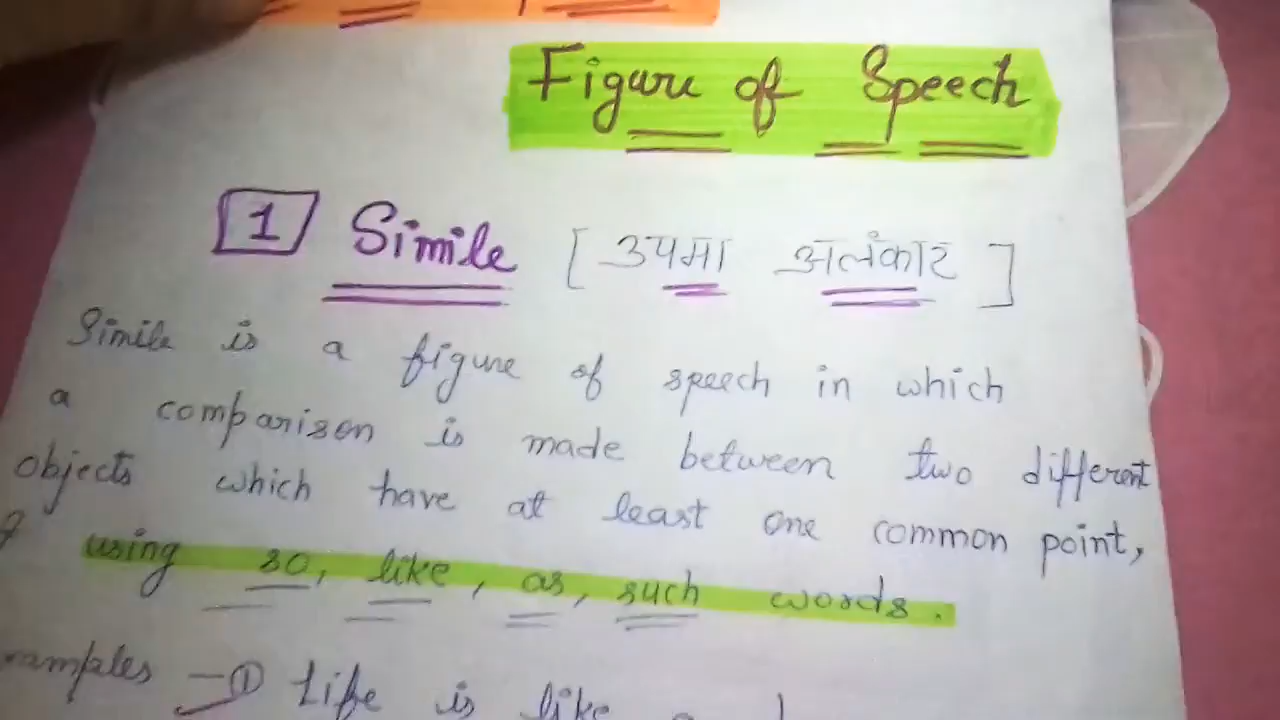 Figure of Speech
1 Simile [ उपमा अलंकार ]
Simile is a figure of speech in which
a comparison is made between two different
objects which have at least one common point,
using so, like, as, such words.
① Life is like a